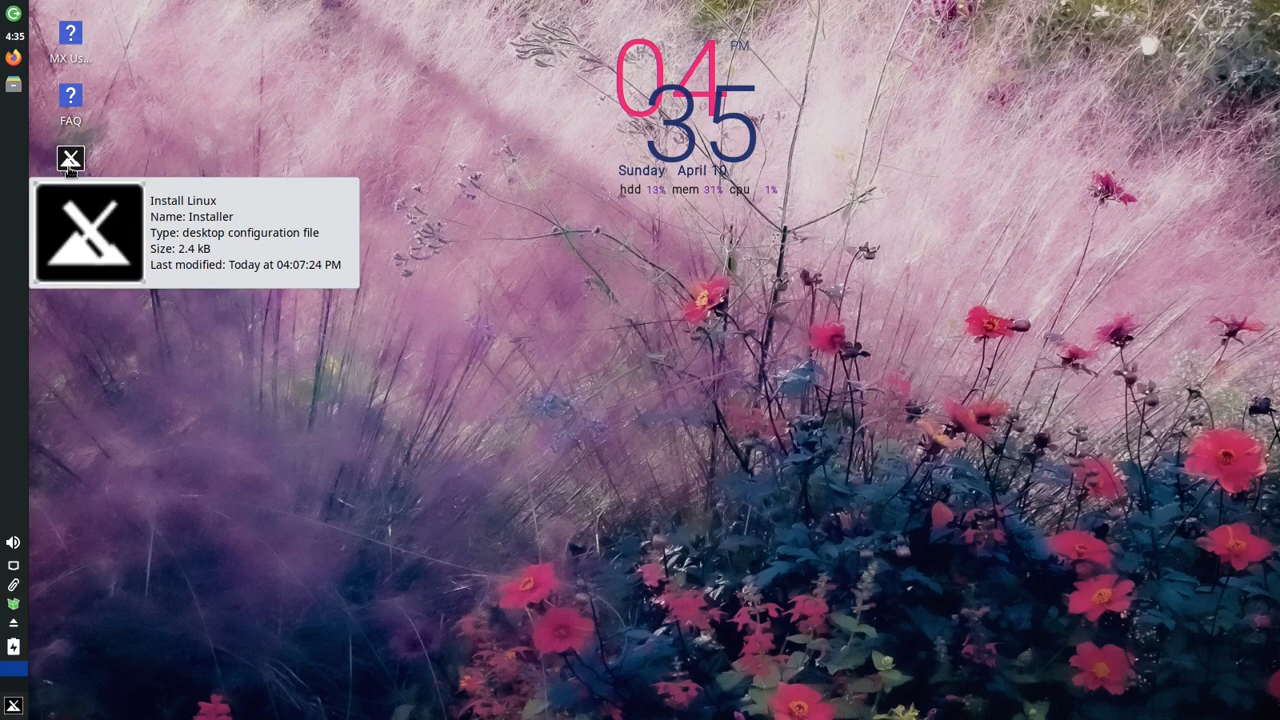 4:35
MX Us...
FAQ
Install Linux
Name: Installer
Type: desktop configuration file
Size: 2.4 kB
Last modified: Today at 04:07:24 PM
04 PM
35
Sunday April 10
hdd 13% mem 31% cpu 1%